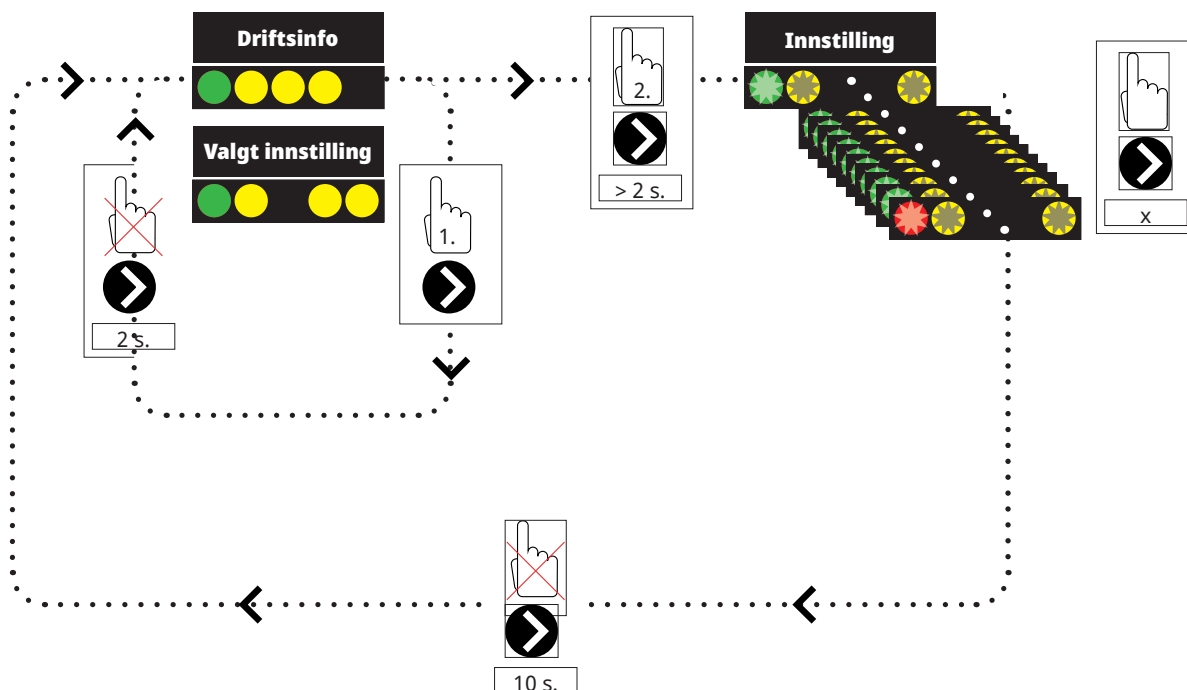 Driftsinfo
Valgt innstilling
2 s.
1.
2.
> 2 s.
Innstilling
x
10 s.